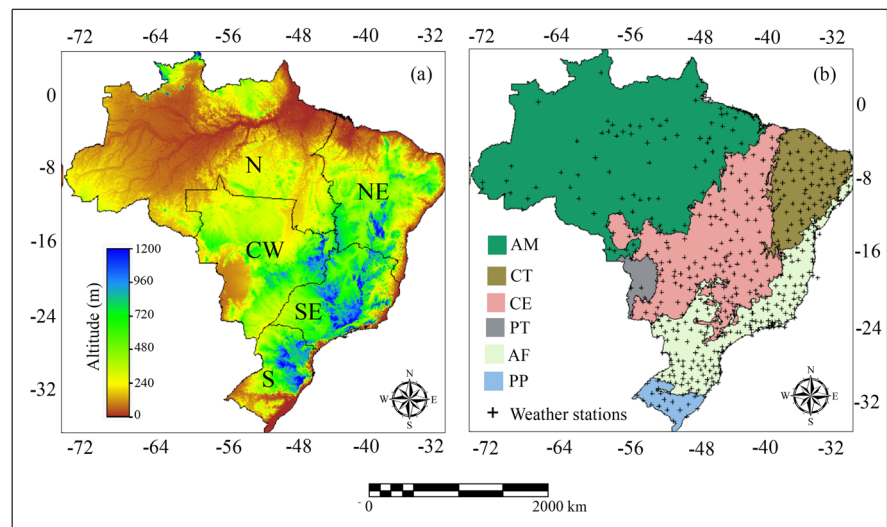 -72 -64 -56 -48 -40 -32
-72 -64 -56 -48 -40 -32
(a)
(b)
0
-8
-16
-24
-32
0
-8
-16
-24
-32
N
NE
CW
SE
S
Altitude (m)
1200
960
720
480
240
0
N
W E
S
AM
CT
CE
PT
AF
PP
+ Weather stations
N
W E
S
-72 -64 -56 -48 -40 -32
-72 -64 -56 -48 -40 -32
0 2000 km